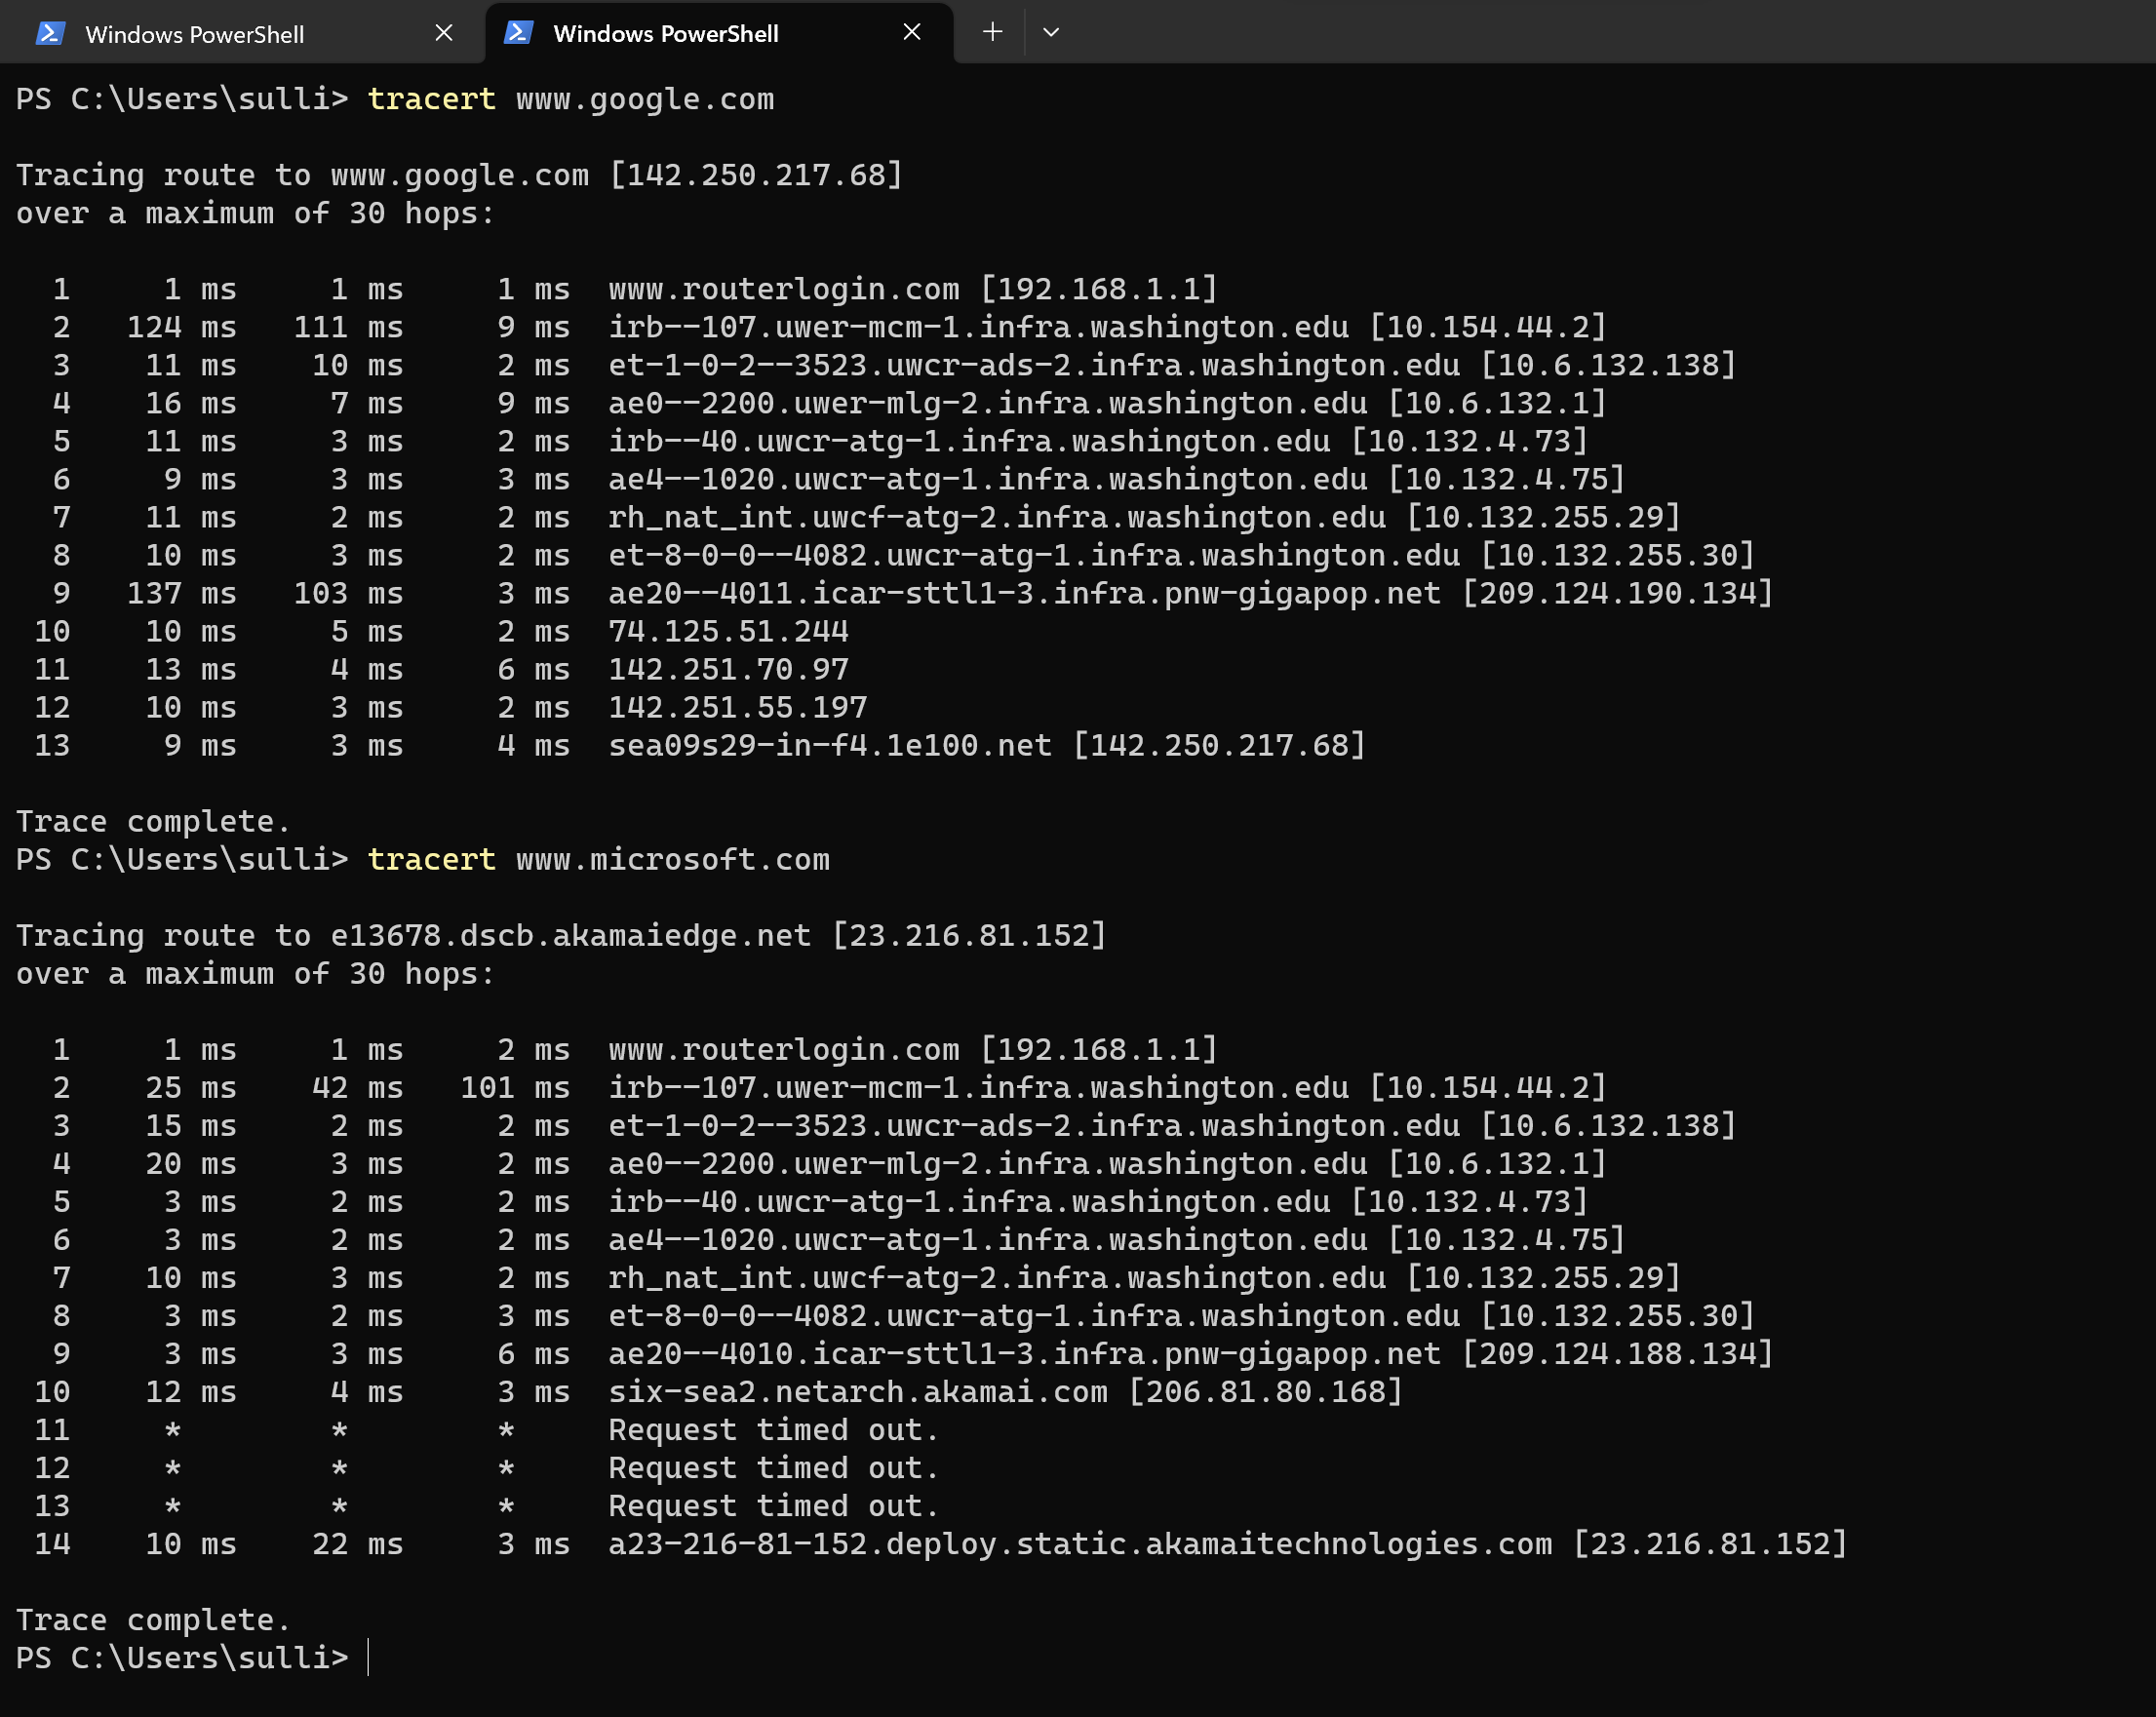 Windows PowerShell
Windows PowerShell
PS C:\Users\sulli> tracert www.google.com
Tracing route to www.google.com [142.250.217.68]
over a maximum of 30 hops:
1 1 ms 1 ms 1 ms www.routerlogin.com [192.168.1.1]
2 124 ms 111 ms 9 ms irb--107.uwer-mcm-1.infra.washington.edu [10.154.44.2]
3 11 ms 10 ms 2 ms et-1-0-2--3523.uwcr-ads-2.infra.washington.edu [10.6.132.138]
4 16 ms 7 ms 9 ms ae0--2200.uwer-mlg-2.infra.washington.edu [10.6.132.1]
5 11 ms 3 ms 2 ms irb--40.uwcr-atg-1.infra.washington.edu [10.132.4.73]
6 9 ms 3 ms 3 ms ae4--1020.uwcr-atg-1.infra.washington.edu [10.132.4.75]
7 11 ms 2 ms 2 ms rh_nat_int.uwcf-atg-2.infra.washington.edu [10.132.255.29]
8 10 ms 3 ms 2 ms et-8-0-0--4082.uwcr-atg-1.infra.washington.edu [10.132.255.30]
9 137 ms 103 ms 3 ms ae20--4011.icar-sttl1-3.infra.pnw-gigapop.net [209.124.190.134]
10 10 ms 5 ms 2 ms 74.125.51.244
11 13 ms 4 ms 6 ms 142.251.70.97
12 10 ms 3 ms 2 ms 142.251.55.197
13 9 ms 3 ms 4 ms sea09s29-in-f4.1e100.net [142.250.217.68]
Trace complete.
PS C:\Users\sulli> tracert www.microsoft.com
Tracing route to e13678.dscb.akamaiedge.net [23.216.81.152]
over a maximum of 30 hops:
1 1 ms 1 ms 2 ms www.routerlogin.com [192.168.1.1]
2 25 ms 42 ms 101 ms irb--107.uwer-mcm-1.infra.washington.edu [10.154.44.2]
3 15 ms 2 ms 2 ms et-1-0-2--3523.uwcr-ads-2.infra.washington.edu [10.6.132.138]
4 20 ms 3 ms 2 ms ae0--2200.uwer-mlg-2.infra.washington.edu [10.6.132.1]
5 3 ms 2 ms 2 ms irb--40.uwcr-atg-1.infra.washington.edu [10.132.4.73]
6 3 ms 2 ms 2 ms ae4--1020.uwcr-atg-1.infra.washington.edu [10.132.4.75]
7 10 ms 3 ms 2 ms rh_nat_int.uwcf-atg-2.infra.washington.edu [10.132.255.29]
8 3 ms 2 ms 3 ms et-8-0-0--4082.uwcr-atg-1.infra.washington.edu [10.132.255.30]
9 3 ms 3 ms 6 ms ae20--4010.icar-sttl1-3.infra.pnw-gigapop.net [209.124.188.134]
10 12 ms 4 ms 3 ms six-sea2.netarch.akamai.com [206.81.80.168]
11 * * * Request timed out.
12 * * * Request timed out.
13 * * * Request timed out.
14 10 ms 22 ms 3 ms a23-216-81-152.deploy.static.akamaitechnologies.com [23.216.81.152]
Trace complete.
PS C:\Users\sulli>